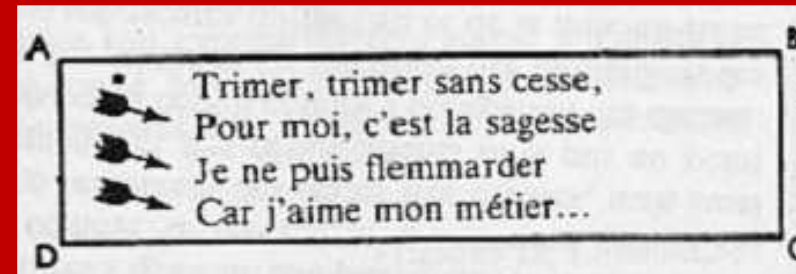 A B
Trimer, trimer sans cesse,
Pour moi, c'est la sagesse
Je ne puis flemmarder
Car j'aime mon métier...
D C